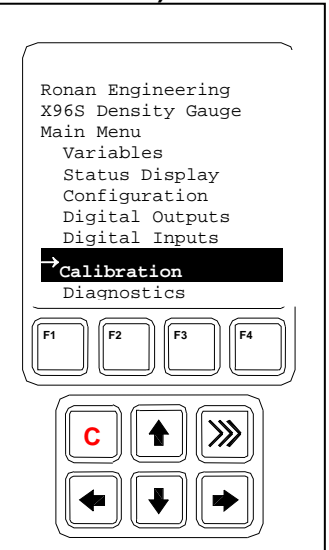 Ronan Engineering
X96S Density Gauge
Main Menu
Variables
Status Display
Configuration
Digital Outputs
Digital Inputs
→Calibration
Diagnostics
F1 F2 F3 F4
C